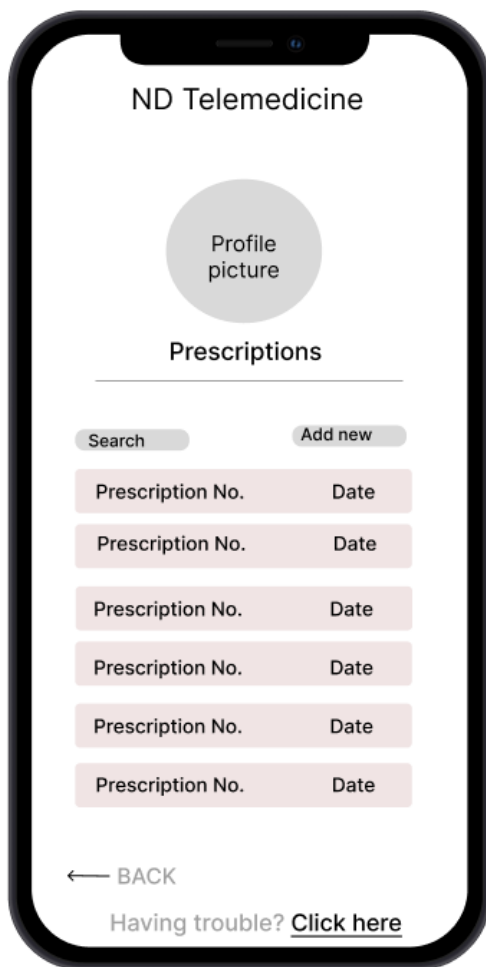 ND Telemedicine
Profile
picture
Prescriptions
Search Add new
Prescription No. Date
Prescription No. Date
Prescription No. Date
Prescription No. Date
Prescription No. Date
Prescription No. Date
BACK
Having trouble? Click here